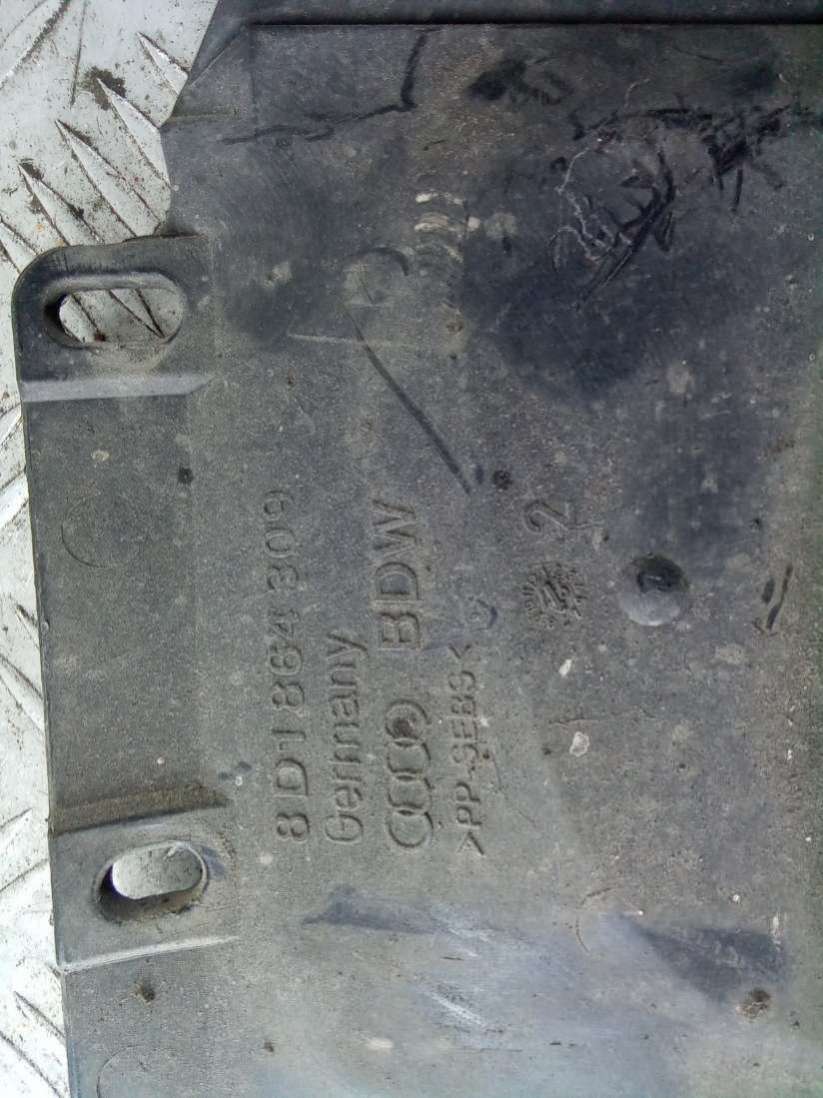 8D1 864 309
Germany
BDW
>PP-SEBS<
2